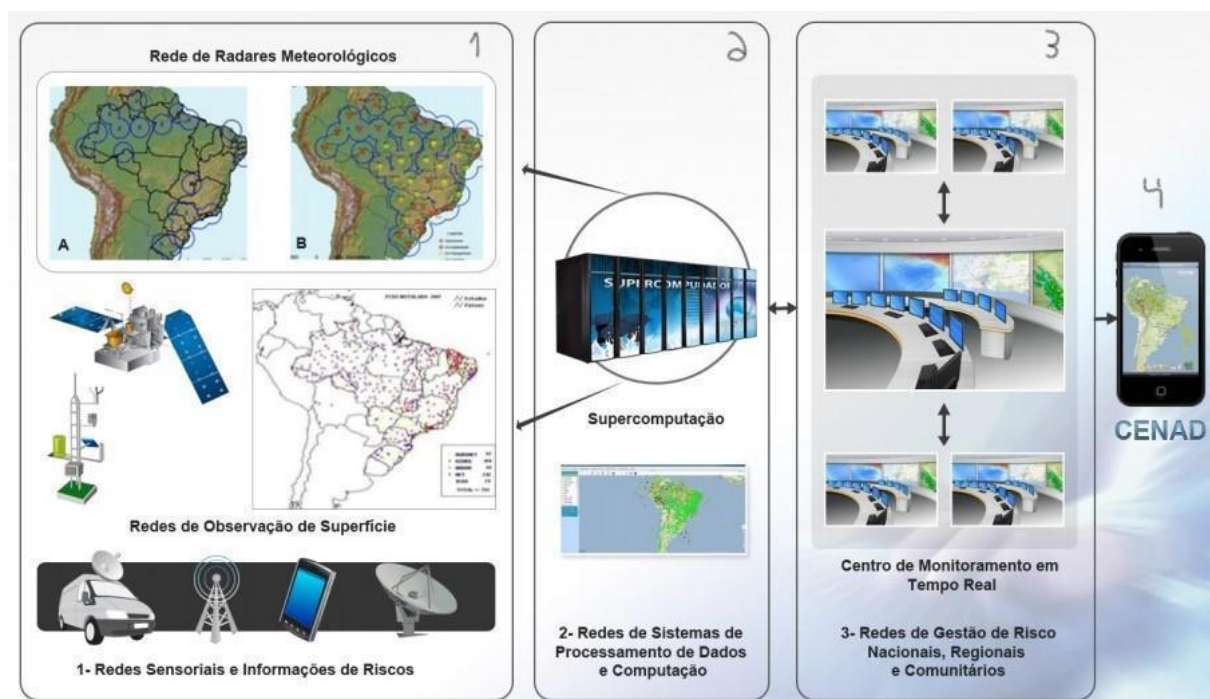 1
Rede de Radares Meteorológicos
A
B
Redes de Observação de Superfície
1- Redes Sensoriais e Informações de Riscos
2
SUPERCOMPUDADOR
Supercomputação
2- Redes de Sistemas de
Processamento de Dados
e Computação
3
Centro de Monitoramento em
Tempo Real
3- Redes de Gestão de Risco
Nacionais, Regionais
e Comunitários
4
CENAD